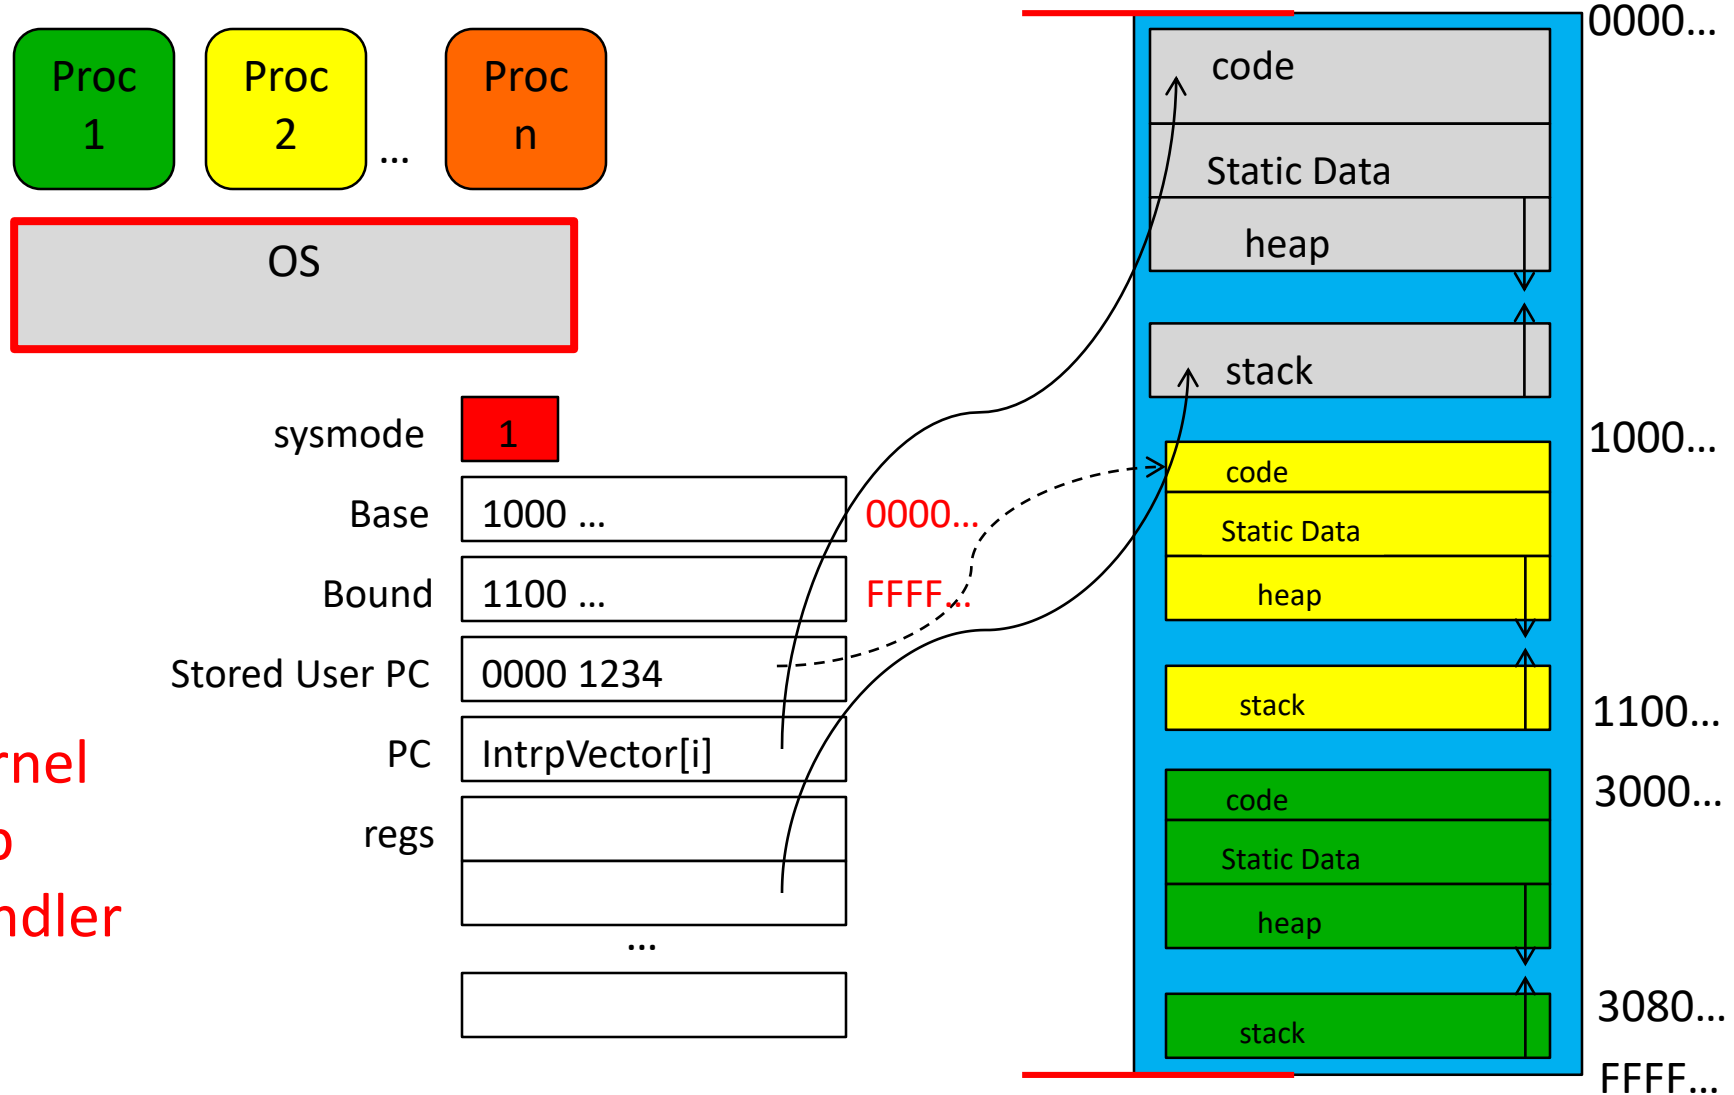 Proc
1
Proc
2
...
Proc
n
OS
sysmode 1
Base 1000 ... 0000...
Bound 1100 ... FFFF...
Stored User PC 0000 1234
PC IntrpVector[i]
regs
...
rnel
ndler
code
Static Data
heap
stack
code
Static Data
heap
stack
code
Static Data
heap
stack
0000...
1000...
1100...
3000...
3080...
FFFF...